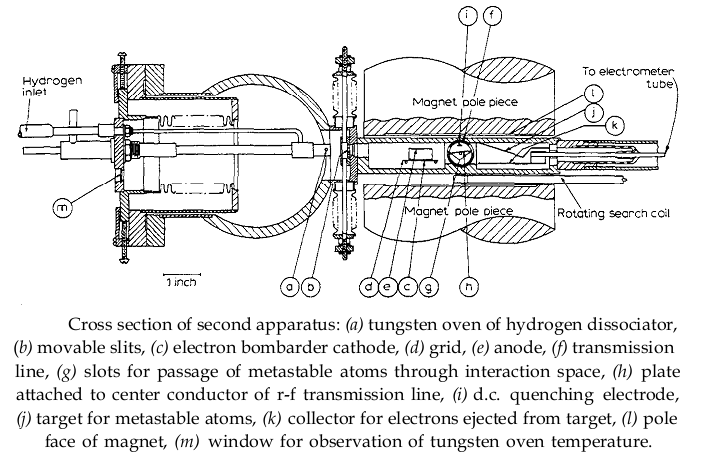 i f
Hydrogen
inlet
To electrometer
tube
Magnet pole piece
l
j
k
m
Magnet pole piece
Rotating search coil
1 inch
a b d e c g h
Cross section of second apparatus: (a) tungsten oven of hydrogen dissociator,
(b) movable slits, (c) electron bombarder cathode, (d) grid, (e) anode, (f) transmission
line, (g) slots for passage of metastable atoms through interaction space, (h) plate
attached to center conductor of r-f transmission line, (i) d.c. quenching electrode,
(j) target for metastable atoms, (k) collector for electrons ejected from target, (l) pole
face of magnet, (m) window for observation of tungsten oven temperature.